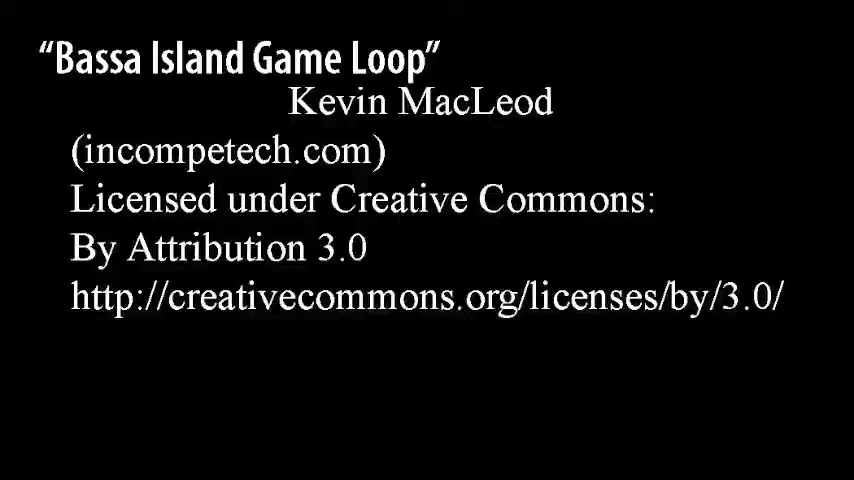 “Bassa Island Game Loop”
Kevin MacLeod
(incompetech.com)
Licensed under Creative Commons:
By Attribution 3.0
http://creativecommons.org/licenses/by/3.0/